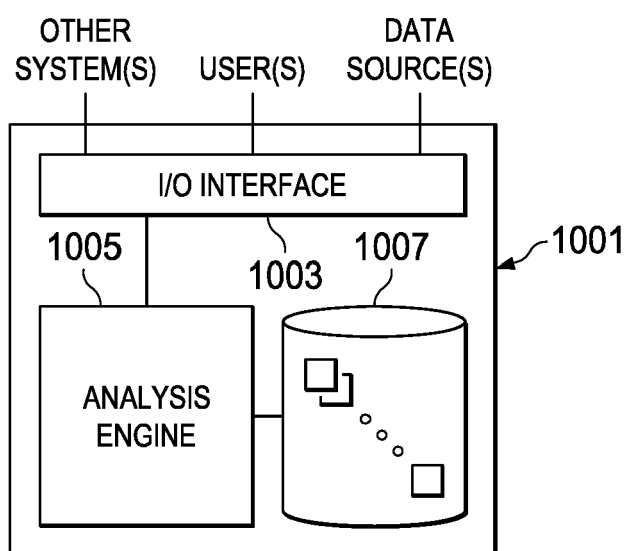 OTHER
SYSTEM(S)
USER(S)
DATA
SOURCE(S)
I/O INTERFACE
1005
1003
1007
1001
ANALYSIS
ENGINE